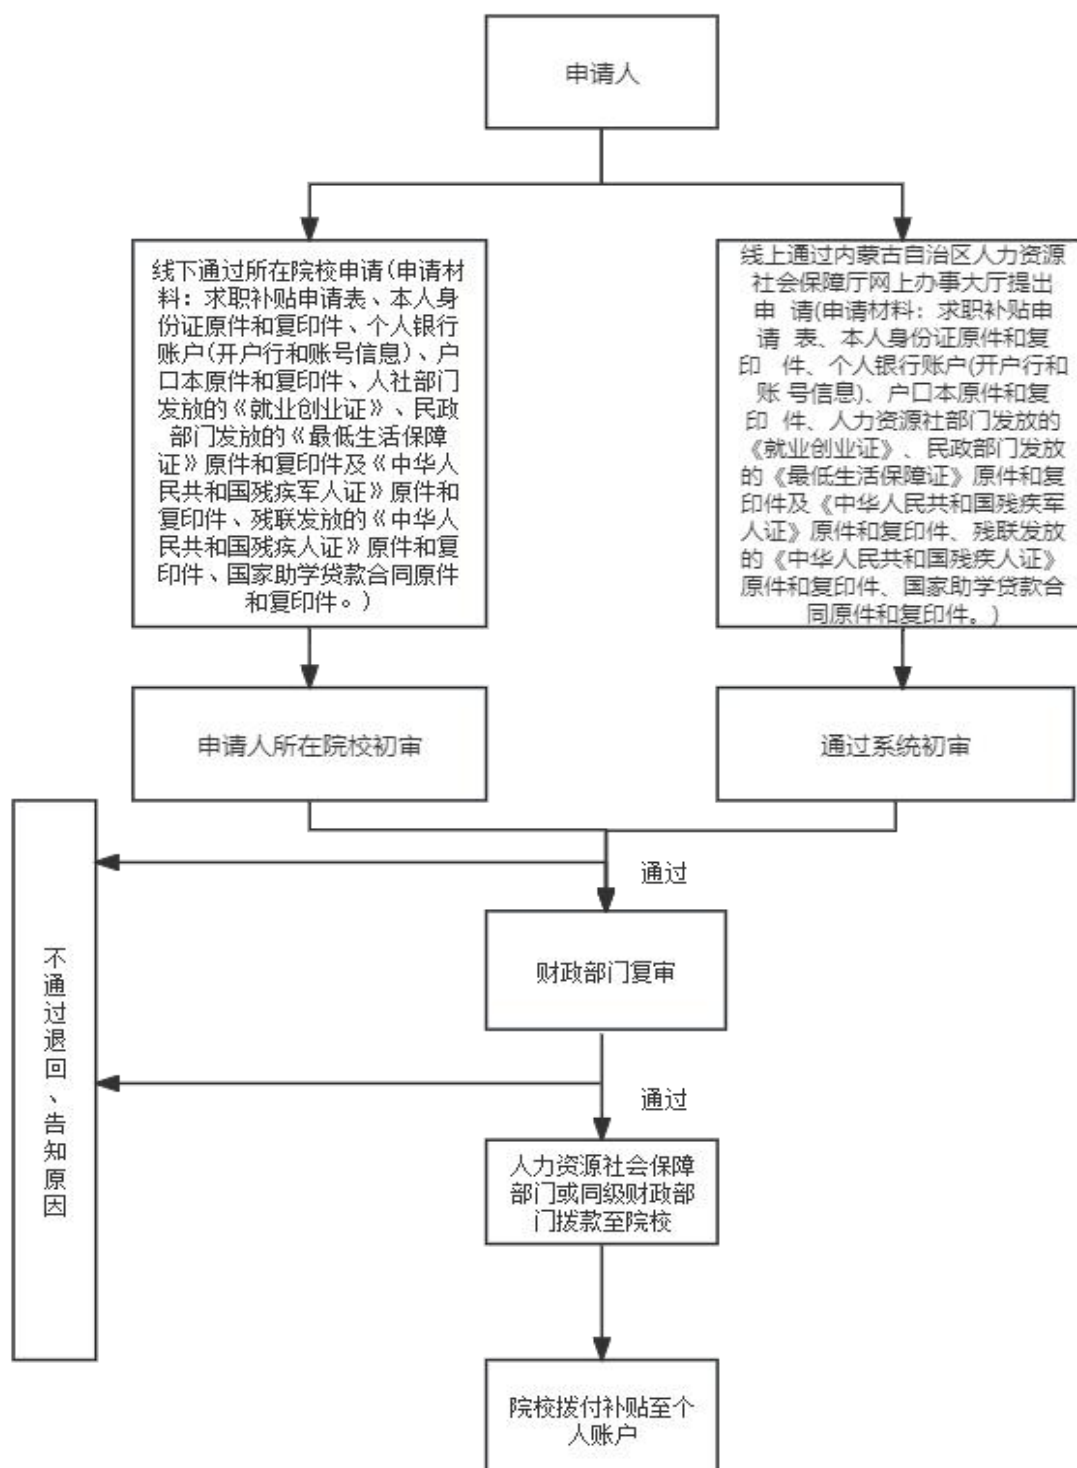 申请人
线下通过所在院校申请(申请材
料：求职补贴申请表、本人身
份证原件和复印件、个人银行
账户(开户行和账号信息)、户
口本原件和复印件、人社部门
发放的《就业创业证》、民政
部门发放的《最低生活保障
证》原件和复印件及《中华人
民共和国残疾军人证》原件和
复印件、残联发放的《中华人
民共和国残疾人证》原件和复
印件、国家助学贷款合同原件
和复印件。)
线上通过内蒙古自治区人力资源
社会保障厅网上办事大厅提出
申 请(申请材料：求职补贴申
请 表、本人身份证原件和复
印 件、个人银行账户(开户行和
账 号信息)、户口本原件和复
印 件、人力资源社部门发放的
《就业创业证》、民政部门发放
的《最低生活保障证》原件和复
印件及《中华人民共和国残疾军
人证》原件和复印件、残联发放
的《中华人民共和国残疾人证》
原件和复印件、国家助学贷款合
同原件和复印件。)
申请人所在院校初审
通过系统初审
通过
财政部门复审
不通过退回、告知原因
通过
人力资源社会保障
部门或同级财政部
门拨款至院校
院校拨付补贴至个
人账户